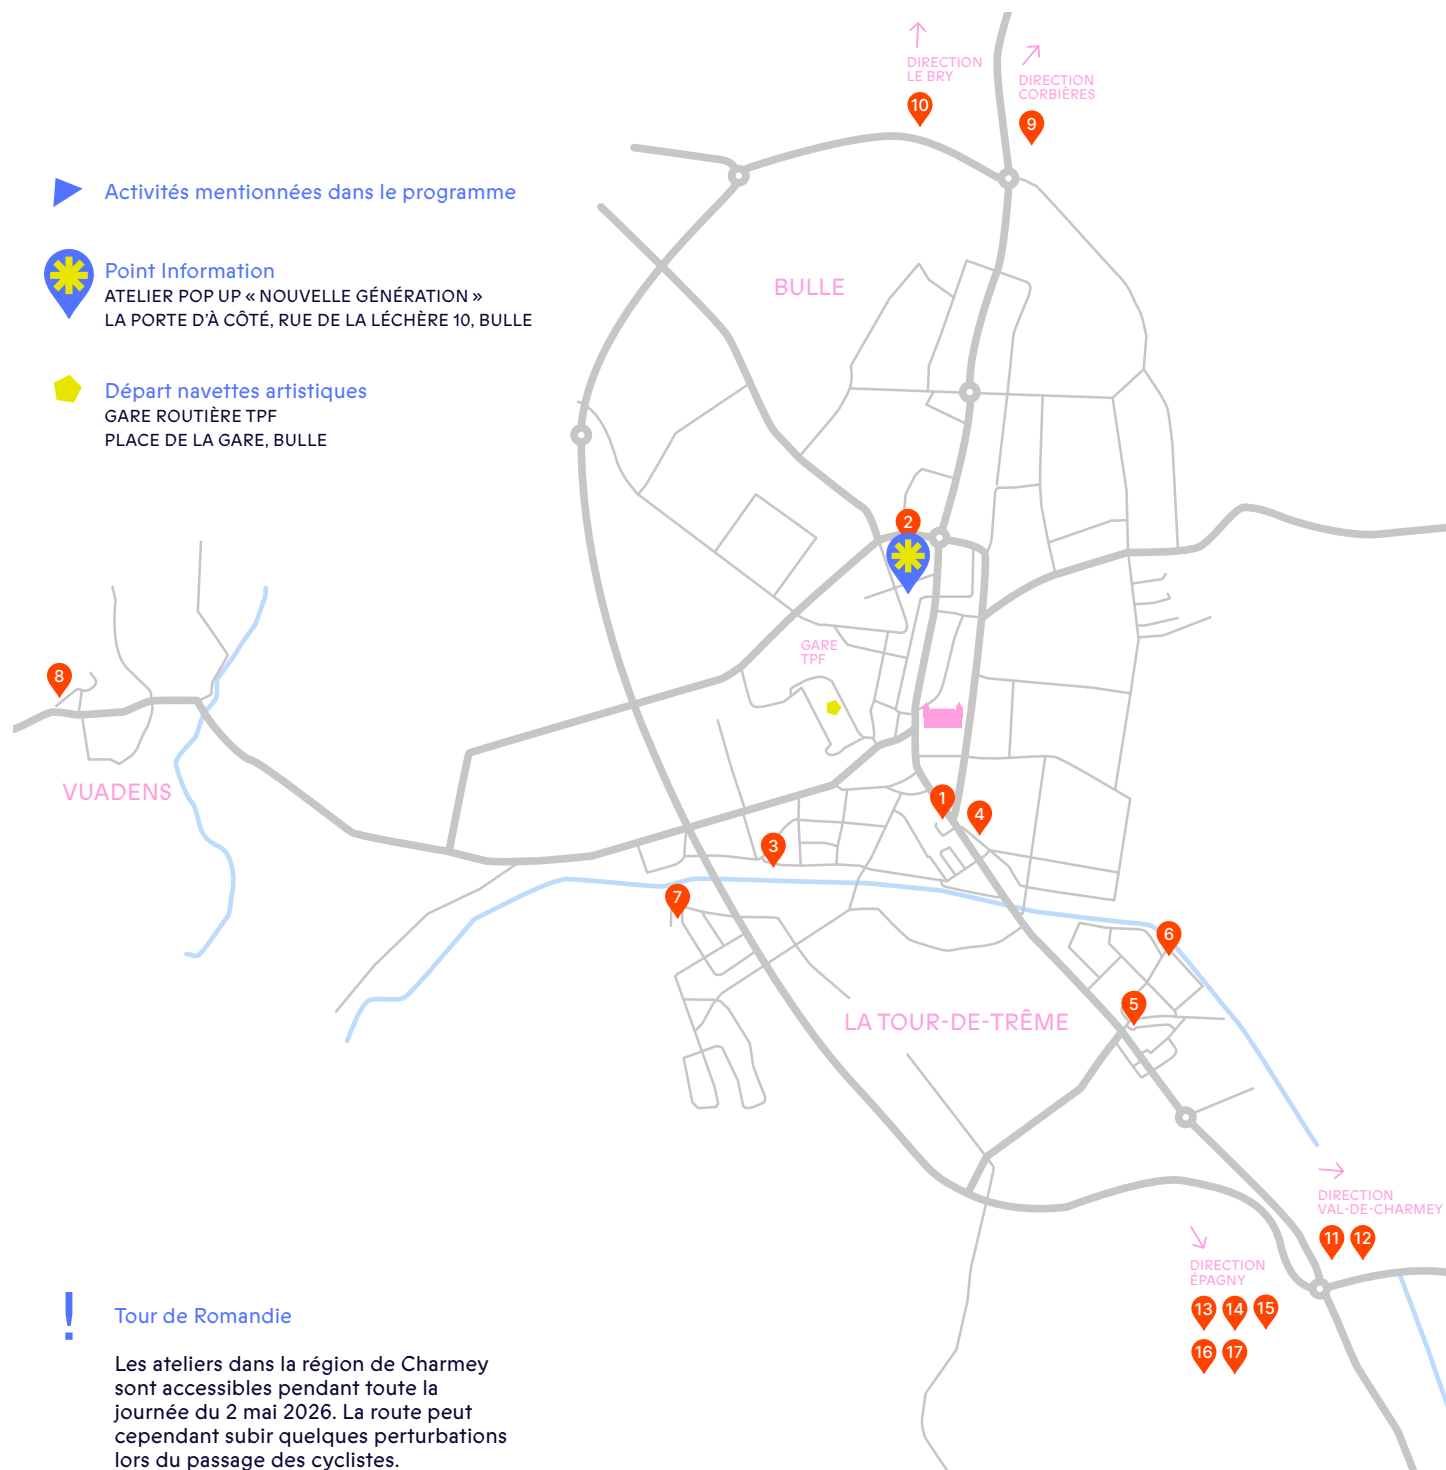 DIRECTION
LE BRY
10
DIRECTION
CORBIÈRES
9
Activités mentionnées dans le programme
Point Information
ATELIER POP UP « NOUVELLE GÉNÉRATION »
LA PORTE D'À CÔTÉ, RUE DE LA LÉCHÈRE 10, BULLE
Départ navettes artistiques
GARE ROUTIÈRE TPF
PLACE DE LA GARE, BULLE
BULLE
2
GARE
TPF
8
VUADENS
1
4
3
7
6
5
LA TOUR-DE-TRÊME
DIRECTION
VAL-DE-CHARMEY
11 12
DIRECTION
ÉPAGNY
13 14 15
16 17
! Tour de Romandie
Les ateliers dans la région de Charmey
sont accessibles pendant toute la
journée du 2 mai 2026. La route peut
cependant subir quelques perturbations
lors du passage des cyclistes.